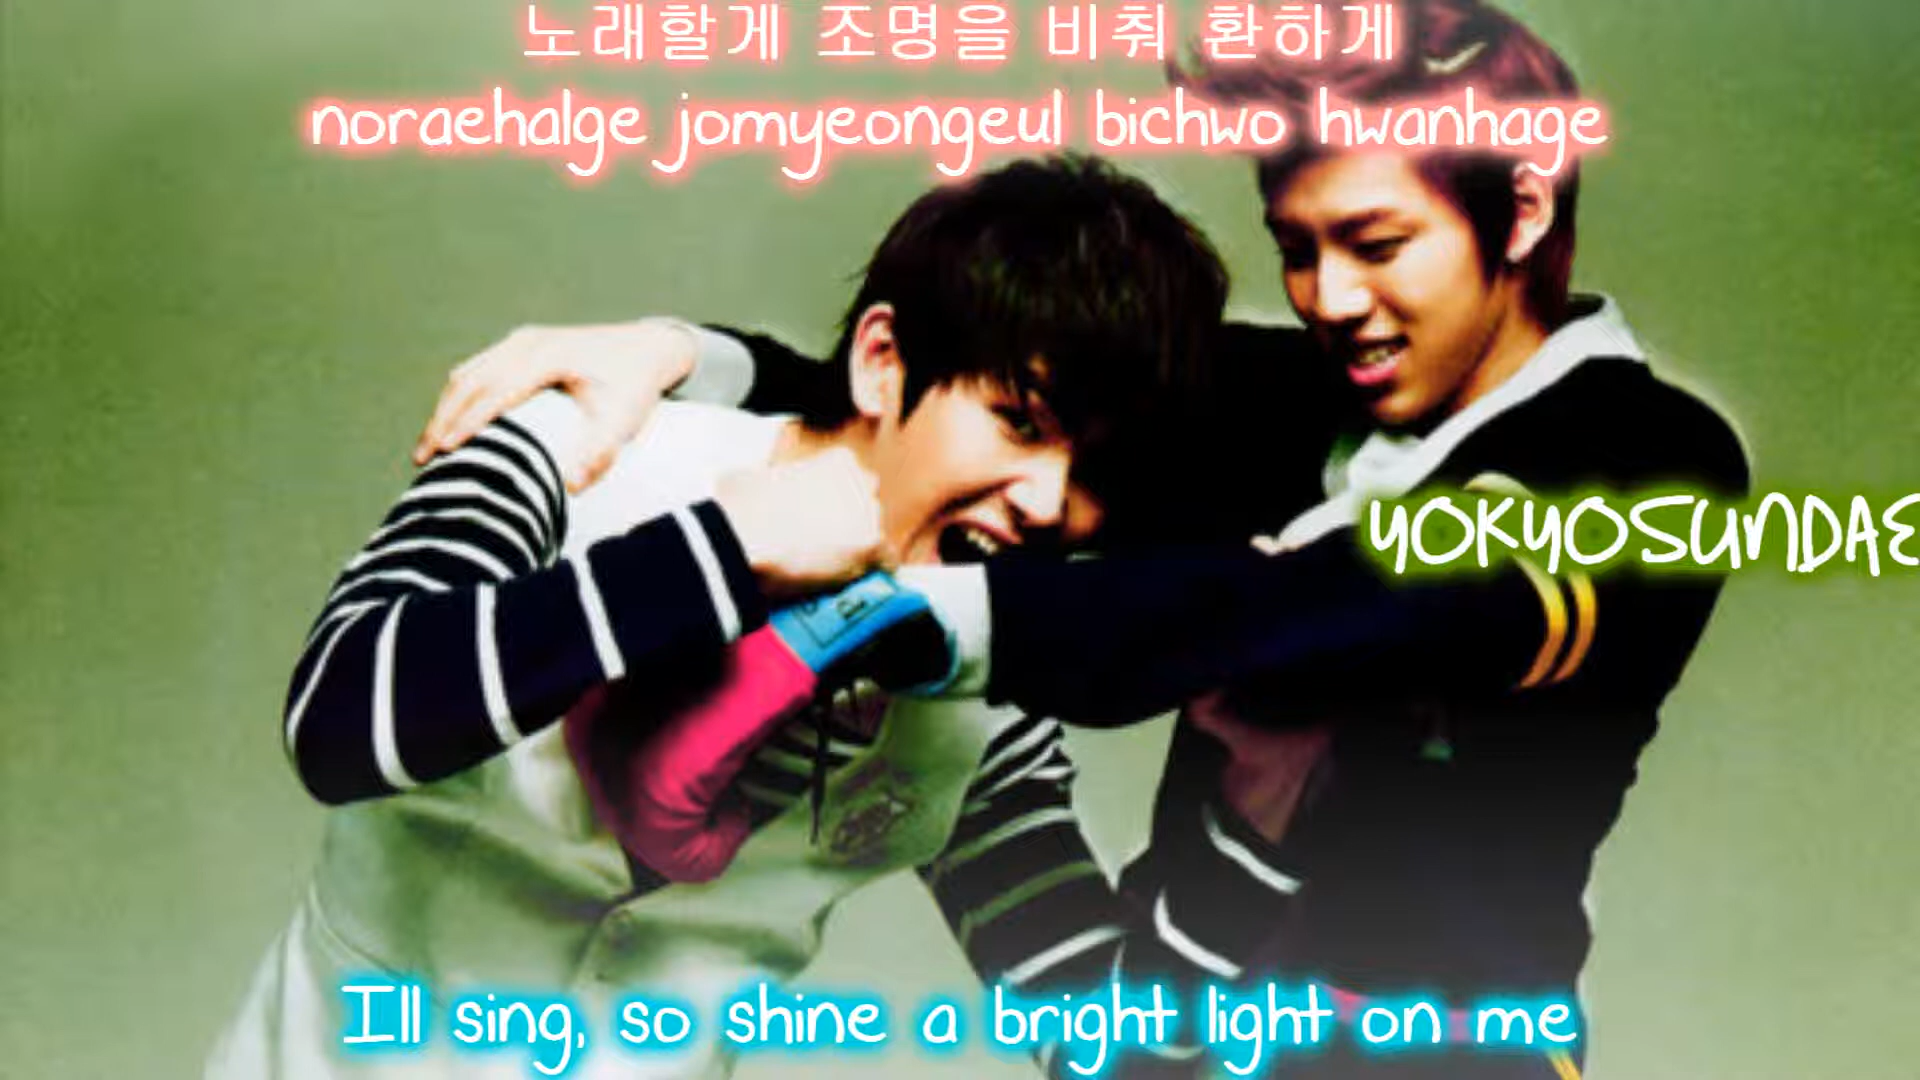 노래할게 조명을 비춰 환하게
noraehalge jomyeongeul bichwo hwanhage
YOKYOSUNDAE
Ill sing, so shine a bright light on me